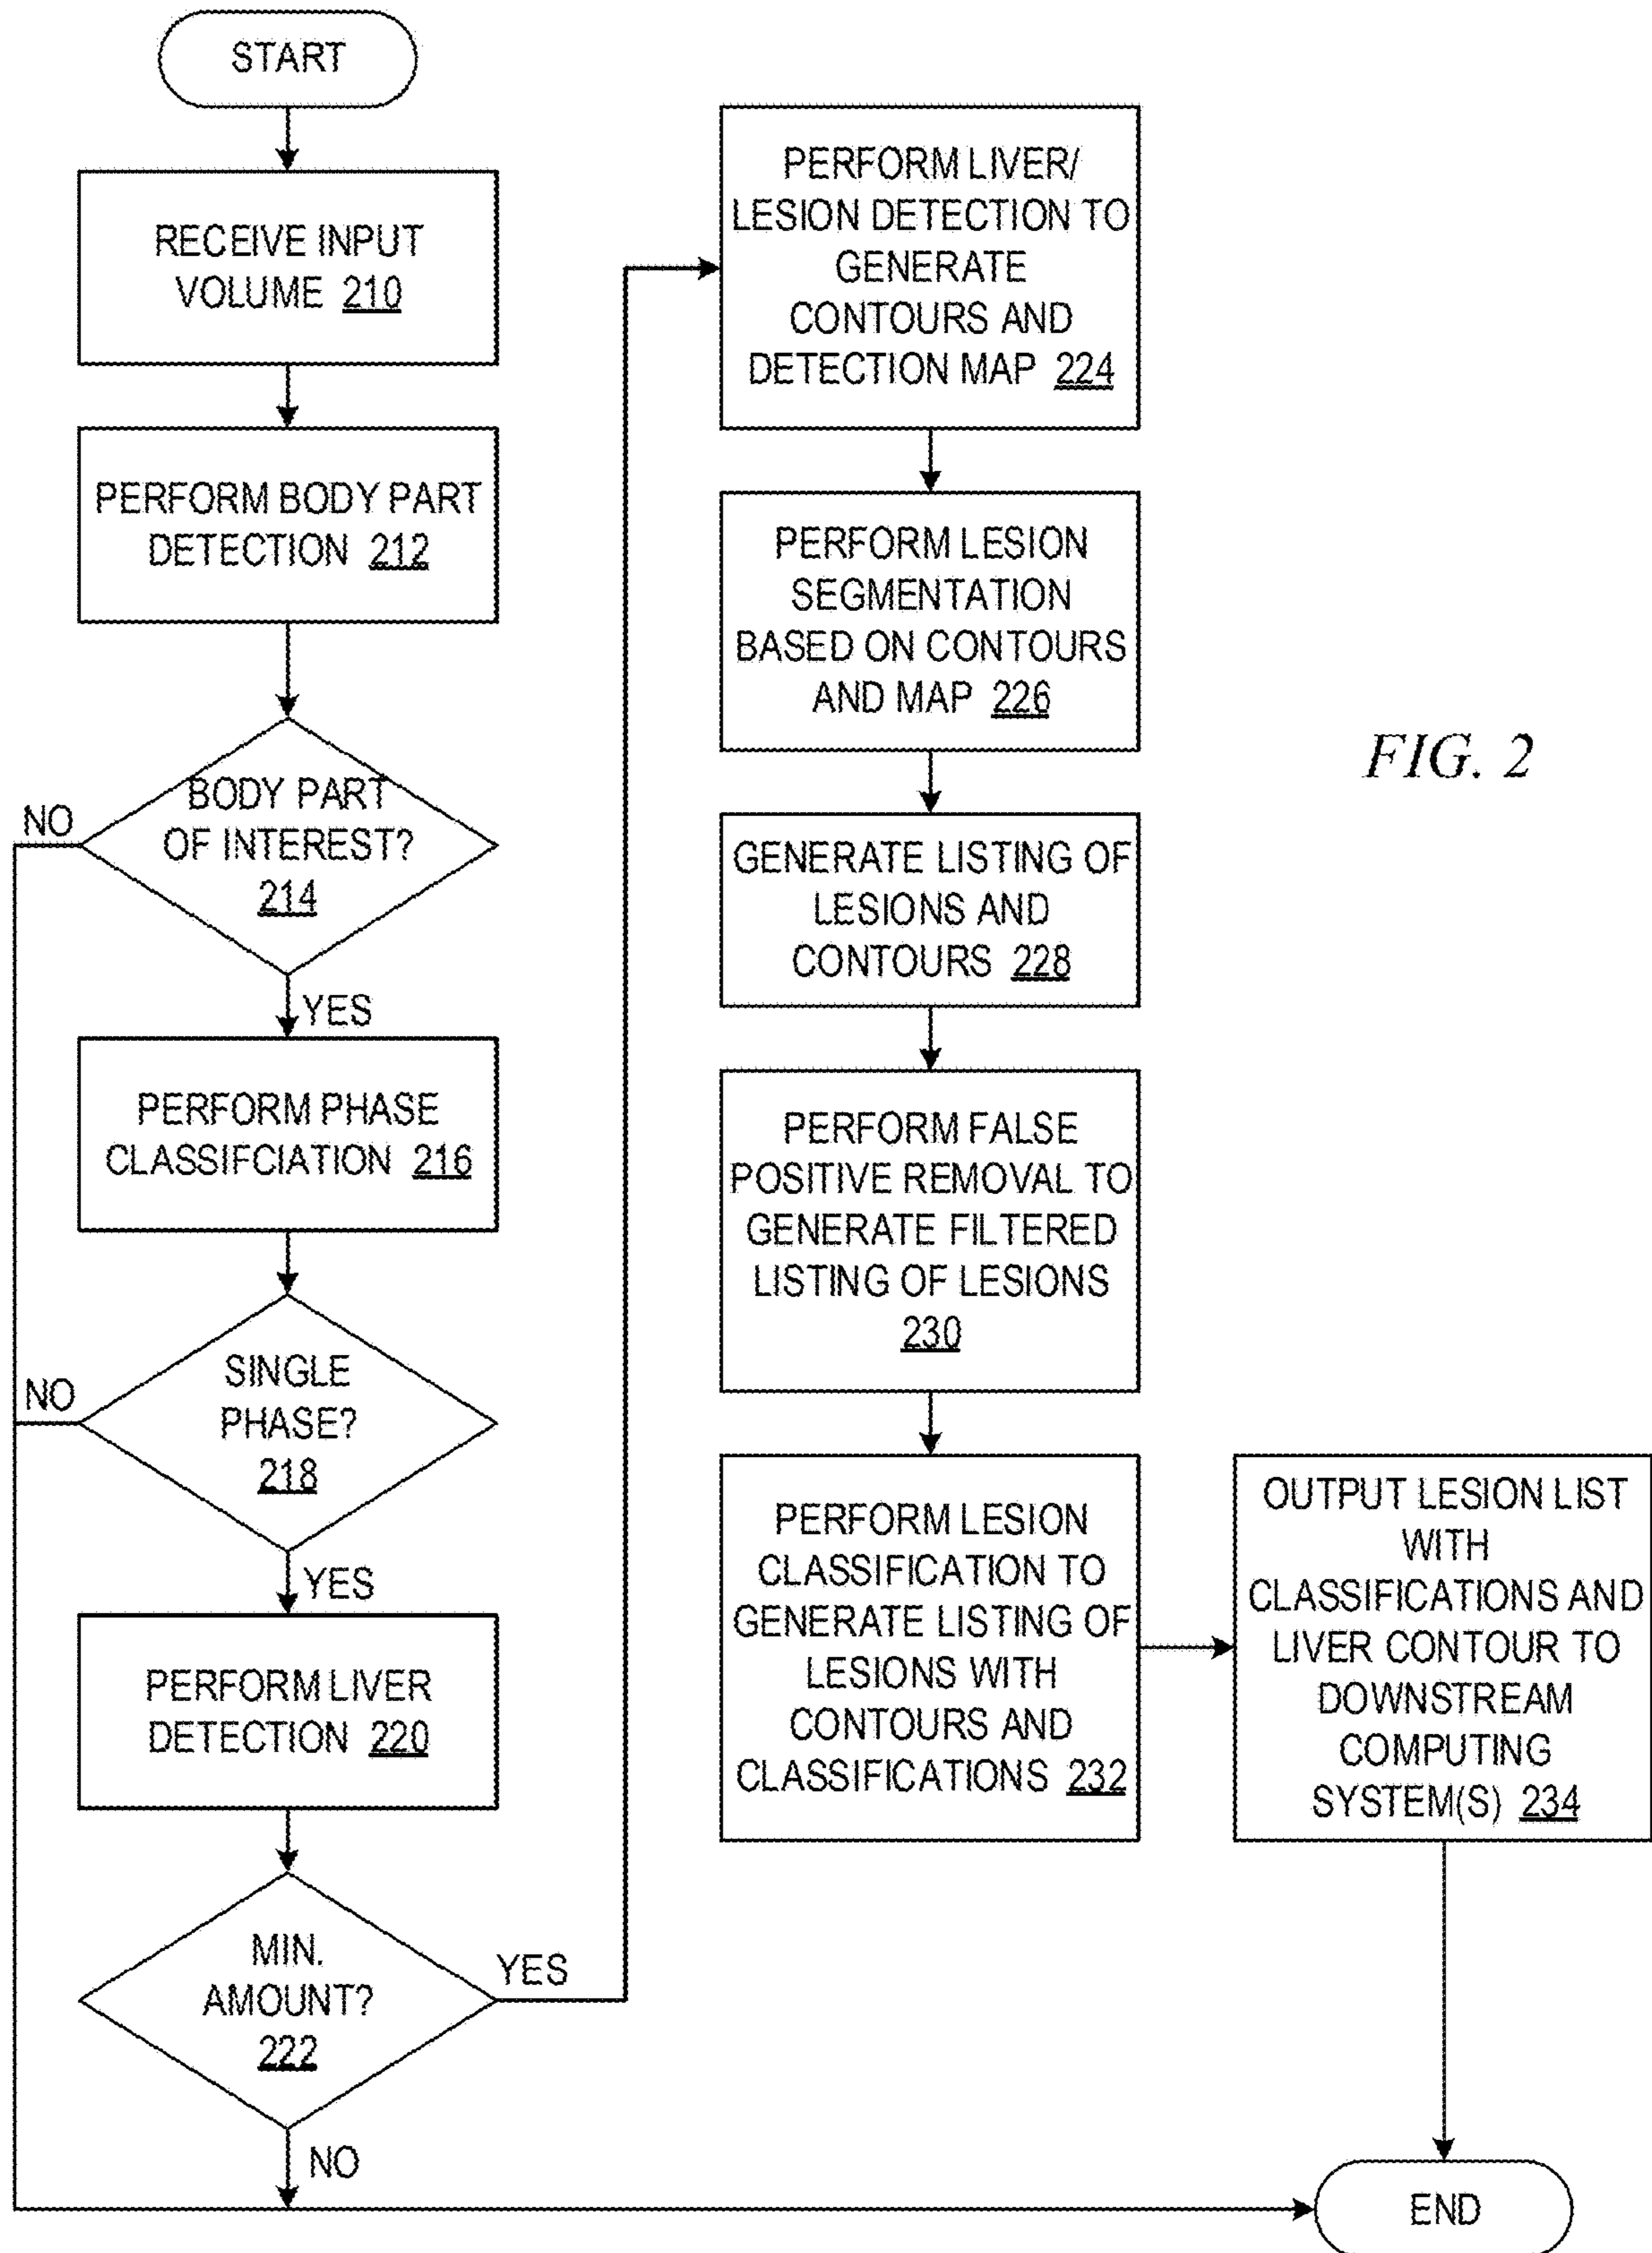 START
RECEIVE INPUT
VOLUME 210
PERFORM BODY PART
DETECTION 212
BODY PART
OF INTEREST?
214
NO
YES
PERFORM PHASE
CLASSIFCIATION 216
SINGLE
PHASE?
218
NO
YES
PERFORM LIVER
DETECTION 220
MIN.
AMOUNT?
222
YES
NO
PERFORM LIVER/
LESION DETECTION TO
GENERATE
CONTOURS AND
DETECTION MAP 224
PERFORM LESION
SEGMENTATION
BASED ON CONTOURS
AND MAP 226
GENERATE LISTING OF
LESIONS AND
CONTOURS 228
PERFORM FALSE
POSITIVE REMOVAL TO
GENERATE FILTERED
LISTING OF LESIONS
230
PERFORM LESION
CLASSIFICATION TO
GENERATE LISTING OF
LESIONS WITH
CONTOURS AND
CLASSIFICATIONS 232
OUTPUT LESION LIST
WITH
CLASSIFICATIONS AND
LIVER CONTOUR TO
DOWNSTREAM
COMPUTING
SYSTEM(S) 234
END
FIG. 2